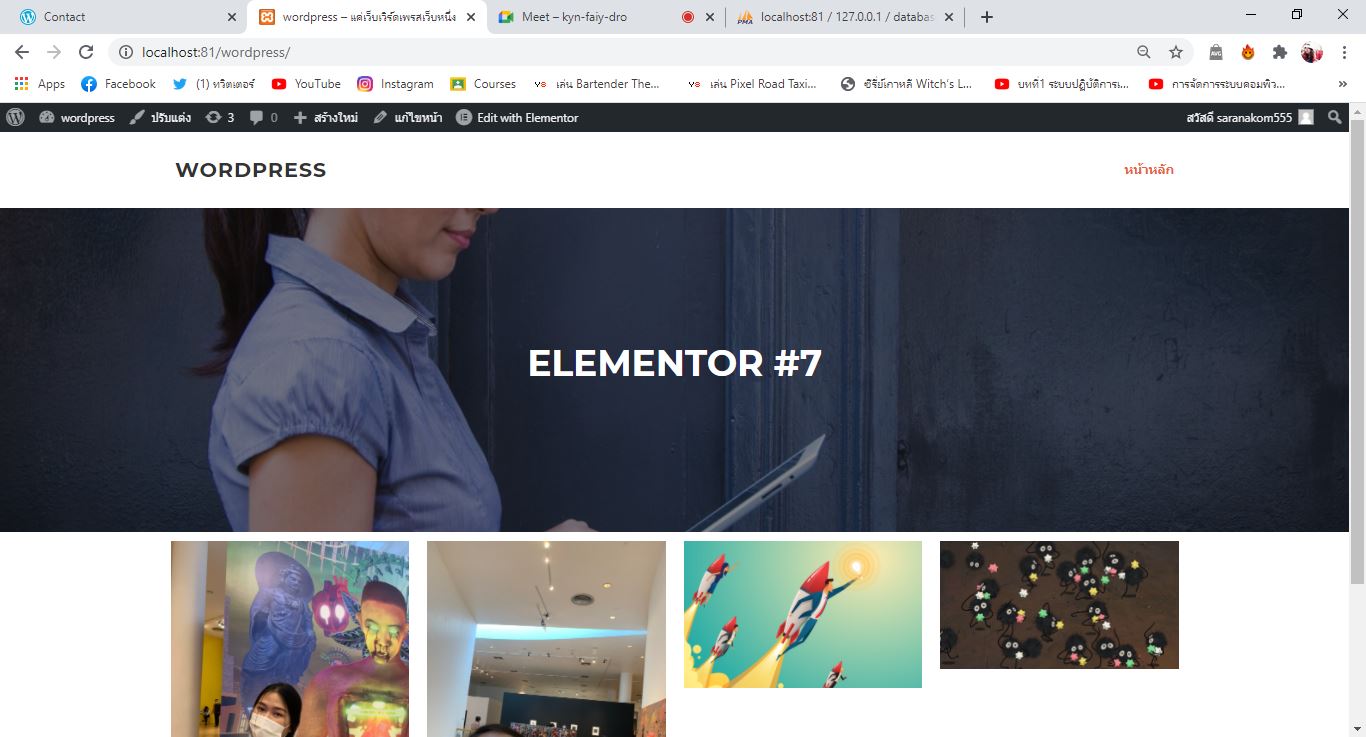 Contact
wordpress – แค่เว็บเวิร์ดเพรสเว็บหนึ่ง
Meet – kyn-faiy-dro
localhost:81 / 127.0.0.1 / databas
localhost:81/wordpress/
Apps
Facebook
(1) ทวิตเตอร์
YouTube
Instagram
Courses
Y8 เล่น Bartender The...
Y8 เล่น Pixel Road Taxi...
ซีรี่ย์เกาหลี Witch's L...
บทที่1 ระบบปฏิบัติการเ...
การจัดการระบบคอมพิว...
wordpress
ปรับแต่ง
3
0
สร้างใหม่
แก้ไขหน้า
Edit with Elementor
สวัสดี saranakom555
WORDPRESS
หน้าหลัก
ELEMENTOR #7